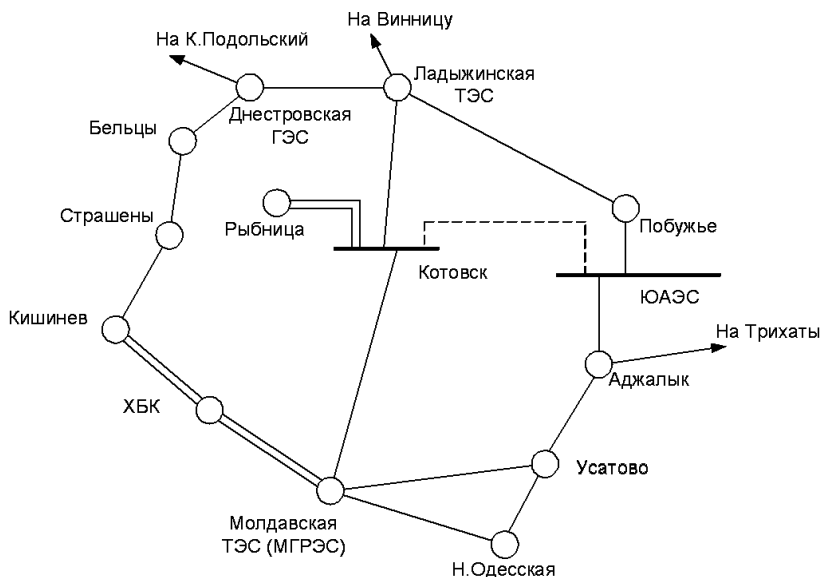 На Винницу
На К.Подольский
Ладыжинская
ТЭС
Днестровская
ГЭС
Бельцы
Страшены
Рыбница
Побужье
Котовск
ЮАЭС
Кишинев
На Трихаты
Аджалык
ХБК
Усатово
Молдавская
ТЭС (МГРЭС)
Н.Одесская